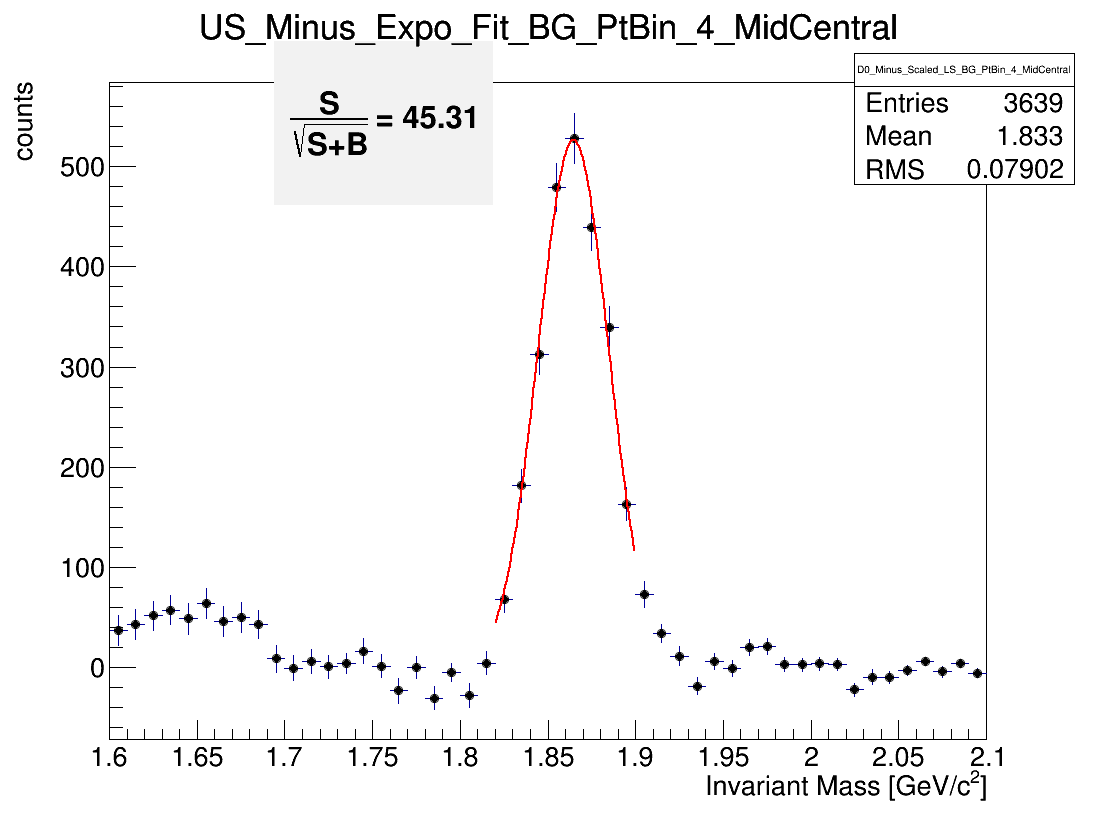 US_Minus_Expo_Fit_BG_PtBin_4_MidCentral
counts
S
√S+B
= 45.31
D0_Minus_Scaled_LS_BG_PtBin_4_MidCentral
Entries 3639
Mean 1.833
RMS 0.07902
500
400
300
200
100
0
1.6 1.65 1.7 1.75 1.8 1.85 1.9 1.95 2 2.05 2.1
Invariant Mass [GeV/c²]